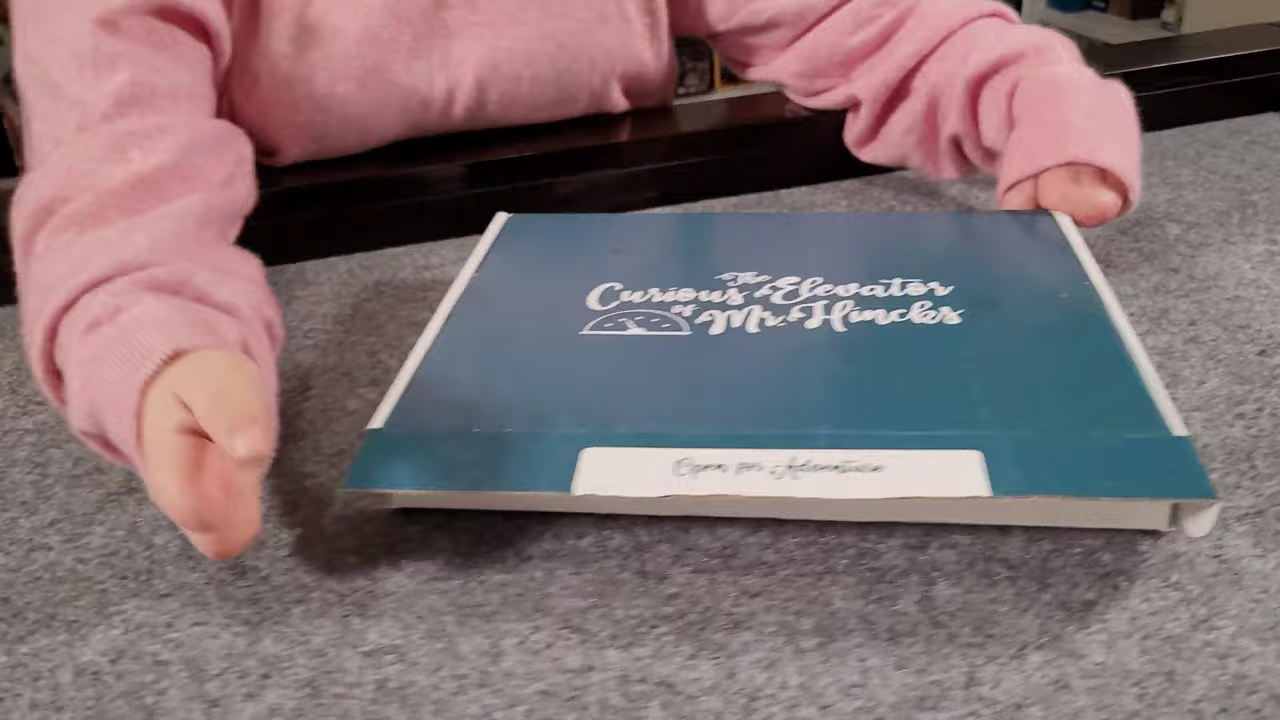 The
Curious Elevator
of Mr. Hincks
Open for Adventure